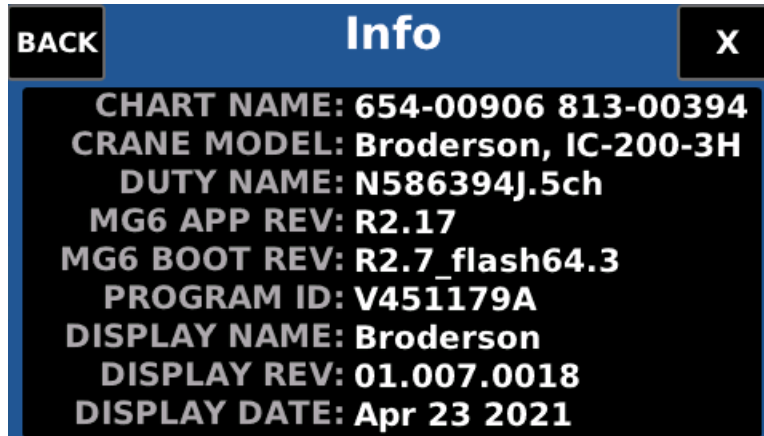 BACK
Info
X
CHART NAME: 654-00906 813-00394
CRANE MODEL: Broderson, IC-200-3H
DUTY NAME: N586394J.5ch
MG6 APP REV: R2.17
MG6 BOOT REV: R2.7_flash64.3
PROGRAM ID: V451179A
DISPLAY NAME: Broderson
DISPLAY REV: 01.007.0018
DISPLAY DATE: Apr 23 2021